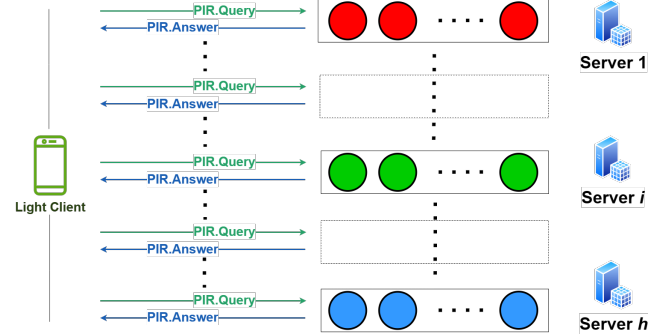 PIR.Query
PIR.Answer
Server 1
PIR.Query
PIR.Answer
PIR.Query
PIR.Answer
Server i
Light Client
PIR.Query
PIR.Answer
PIR.Query
PIR.Answer
Server h